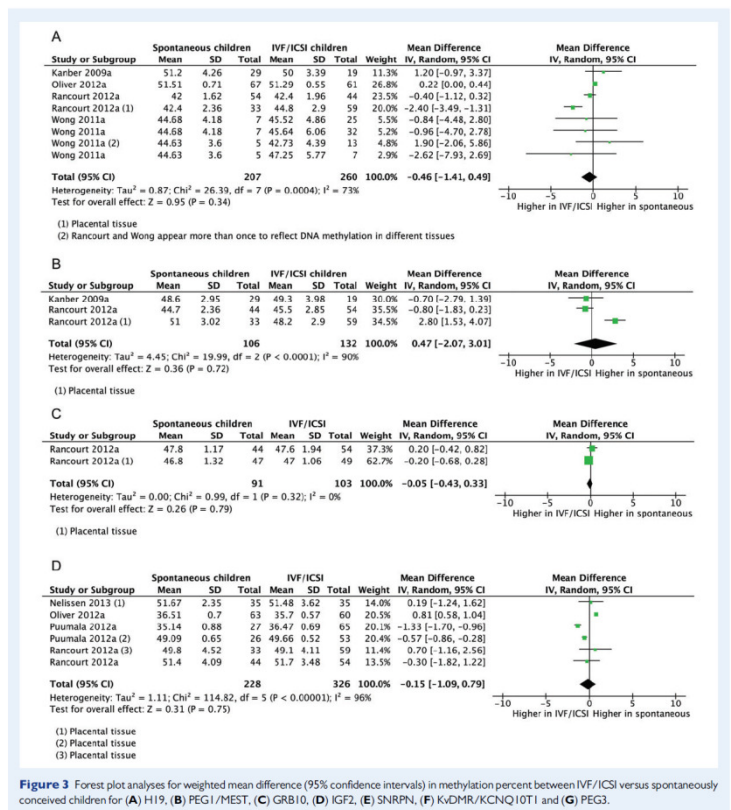 A
Spontaneous children IVF/ICSI children Mean Difference Mean Difference
Study or Subgroup Mean SD Total Mean SD Total Weight IV, Random, 95% CI IV, Random, 95% CI
Kanber 2009a 51.2 4.26 29 50 3.39 19 11.3% 1.20 [-0.97, 3.37]
Oliver 2012a 51.51 0.71 67 51.29 0.55 61 26.8% 0.22 [0.00, 0.44]
Rancourt 2012a 42 1.62 54 42.4 1.96 44 24.2% -0.40 [-1.12, 0.32]
Rancourt 2012a (1) 42.4 2.36 33 44.8 2.9 59 21.3% -2.40 [-3.49, -1.31]
Wong 2011a 44.68 4.18 7 45.52 4.86 25 5.5% -0.84 [-4.48, 2.80]
Wong 2011a 44.68 4.18 7 45.64 6.06 32 5.2% -0.96 [-4.70, 2.78]
Wong 2011a (2) 44.63 3.6 5 42.73 4.39 13 4.8% 1.90 [-2.06, 5.86]
Wong 2011a 44.63 3.6 5 47.25 5.77 7 2.9% -2.62 [-7.93, 2.69]
Total (95% CI) 207 260 100.0% -0.46 [-1.41, 0.49]
Heterogeneity: Tau² = 0.87; Chi² = 26.39, df = 7 (P = 0.0004); I² = 73%
Test for overall effect: Z = 0.95 (P = 0.34)
-10 -5 0 5 10
Higher in IVF/ICSI Higher in spontaneous
(1) Placental tissue
(2) Rancourt and Wong appear more than once to reflect DNA methylation in different tissues
B
Spontaneous children IVF/ICSI children Mean Difference Mean Difference
Study or Subgroup Mean SD Total Mean SD Total Weight IV, Random, 95% CI IV, Random, 95% CI
Kanber 2009a 48.6 2.95 29 49.3 3.98 19 30.0% -0.70 [-2.79, 1.39]
Rancourt 2012a 44.7 2.36 44 45.5 2.85 54 35.5% -0.80 [-1.83, 0.23]
Rancourt 2012a (1) 51 3.02 33 48.2 2.9 59 34.5% 2.80 [1.53, 4.07]
Total (95% CI) 106 132 100.0% 0.47 [-2.07, 3.01]
Heterogeneity: Tau² = 4.45; Chi² = 19.99, df = 2 (P < 0.0001); I² = 90%
Test for overall effect: Z = 0.36 (P = 0.72)
-10 -5 0 5 10
Higher in IVF/ICSI Higher in spontaneous
(1) Placental tissue
C
Spontaneous children IVF/ICSI Mean Difference Mean Difference
Study or Subgroup Mean SD Total Mean SD Total Weight IV, Random, 95% CI IV, Random, 95% CI
Rancourt 2012a 47.8 1.17 44 47.6 1.94 54 37.3% 0.20 [-0.42, 0.82]
Rancourt 2012a (1) 46.8 1.32 47 47 1.06 49 62.7% -0.20 [-0.68, 0.28]
Total (95% CI) 91 103 100.0% -0.05 [-0.43, 0.33]
Heterogeneity: Tau² = 0.00; Chi² = 0.99, df = 1 (P = 0.32); I² = 0%
Test for overall effect: Z = 0.26 (P = 0.79)
-10 -5 0 5 10
Higher in IVF/ICSI Higher in spontaneous
(1) Placental tissue
D
Spontaneous children IVF/ICSI Mean Difference Mean Difference
Study or Subgroup Mean SD Total Mean SD Total Weight IV, Random, 95% CI IV, Random, 95% CI
Nelissen 2013 (1) 51.67 2.35 35 51.48 3.62 35 14.0% 0.19 [-1.24, 1.62]
Oliver 2012a 36.51 0.7 63 35.7 0.57 60 20.5% 0.81 [0.58, 1.04]
Puumala 2012a 35.14 0.88 27 36.47 0.69 65 20.3% -1.33 [-1.70, -0.96]
Puumala 2012a (2) 49.09 0.65 26 49.66 0.52 53 20.4% -0.57 [-0.86, -0.28]
Rancourt 2012a (3) 49.8 4.52 33 49.1 4.11 59 11.3% 0.70 [-1.16, 2.56]
Rancourt 2012a 51.4 4.09 44 51.7 3.48 54 13.5% -0.30 [-1.82, 1.22]
Total (95% CI) 228 326 100.0% -0.15 [-1.09, 0.79]
Heterogeneity: Tau² = 1.11; Chi² = 114.82, df = 5 (P < 0.00001); I² = 96%
Test for overall effect: Z = 0.31 (P = 0.75)
-10 -5 0 5 10
Higher in IVF/ICSI Higher in spontaneous
(1) Placental tissue
(2) Placental tissue
(3) Placental tissue
Figure 3 Forest plot analyses for weighted mean difference (95% confidence intervals) in methylation percent between IVF/ICSI versus spontaneously
conceived children for (A) H19, (B) PEG1/MEST, (C) GRB10, (D) IGF2, (E) SNRPN, (F) KvDMR/KCNQ10T1 and (G) PEG3.